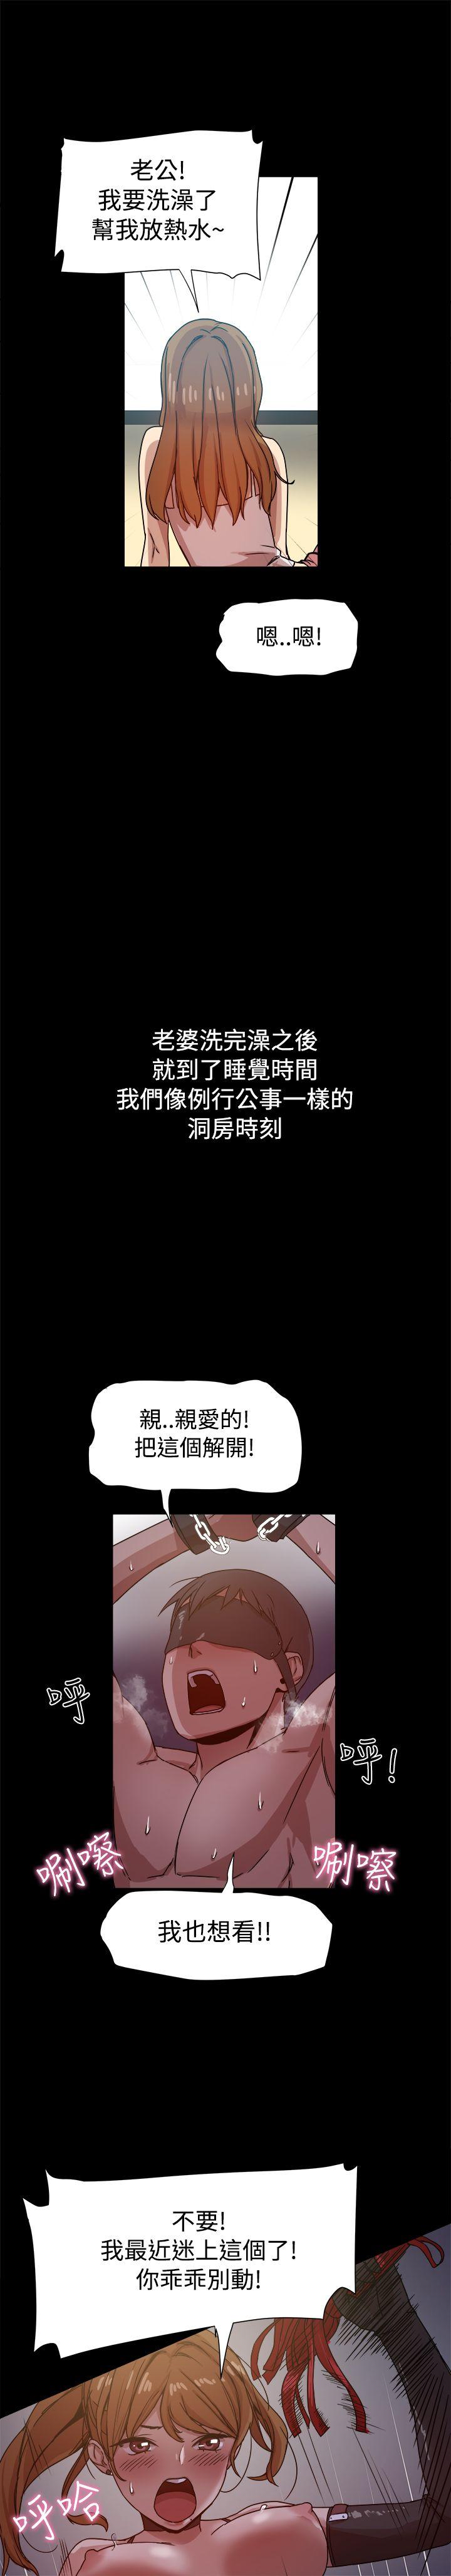 老公!
我要洗澡了
幫我放熱水~
嗯..嗯!
老婆洗完澡之後
就到了睡覺時間
我們像例行公事一樣的
洞房時刻
親..親愛的!
把這個解開!
呼
呼!
唰嚓
唰嚓
我也想看!!
不要!
我最近迷上這個了!
你乖乖別動!
呼哈